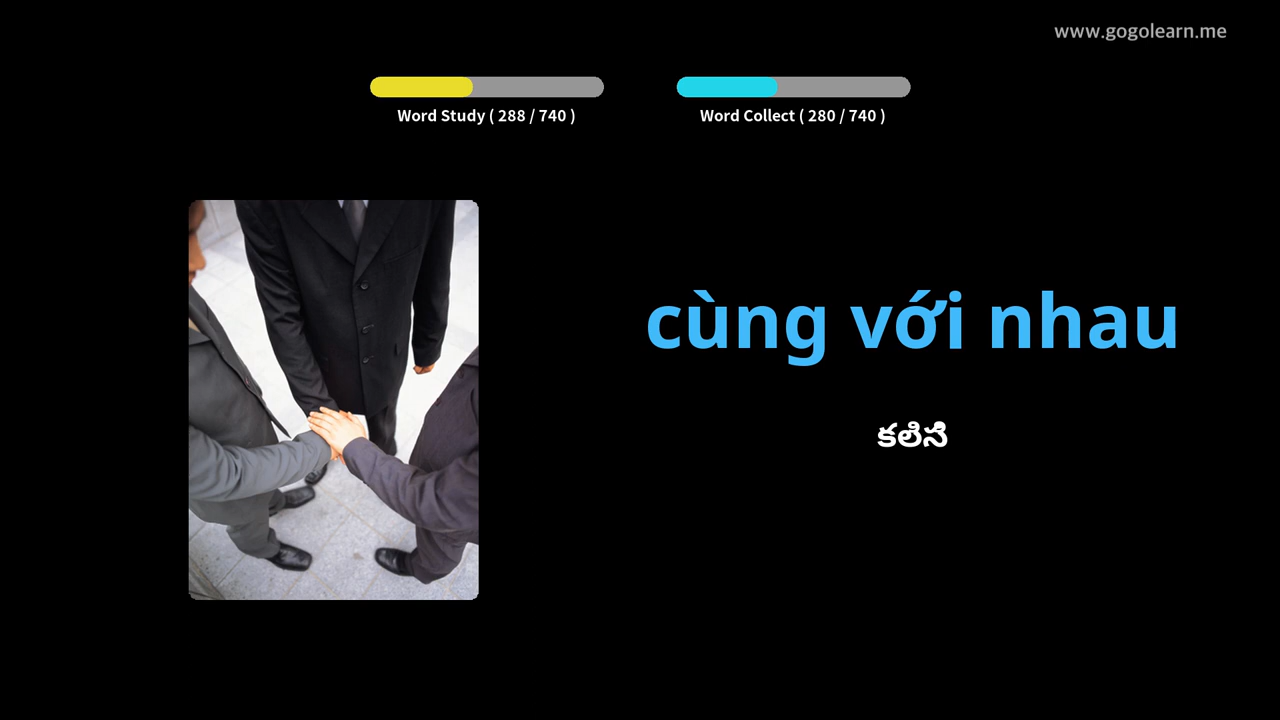 www.gogolearn.me
Word Study ( 288 / 740 )
Word Collect ( 280 / 740 )
cùng với nhau
కలిసి